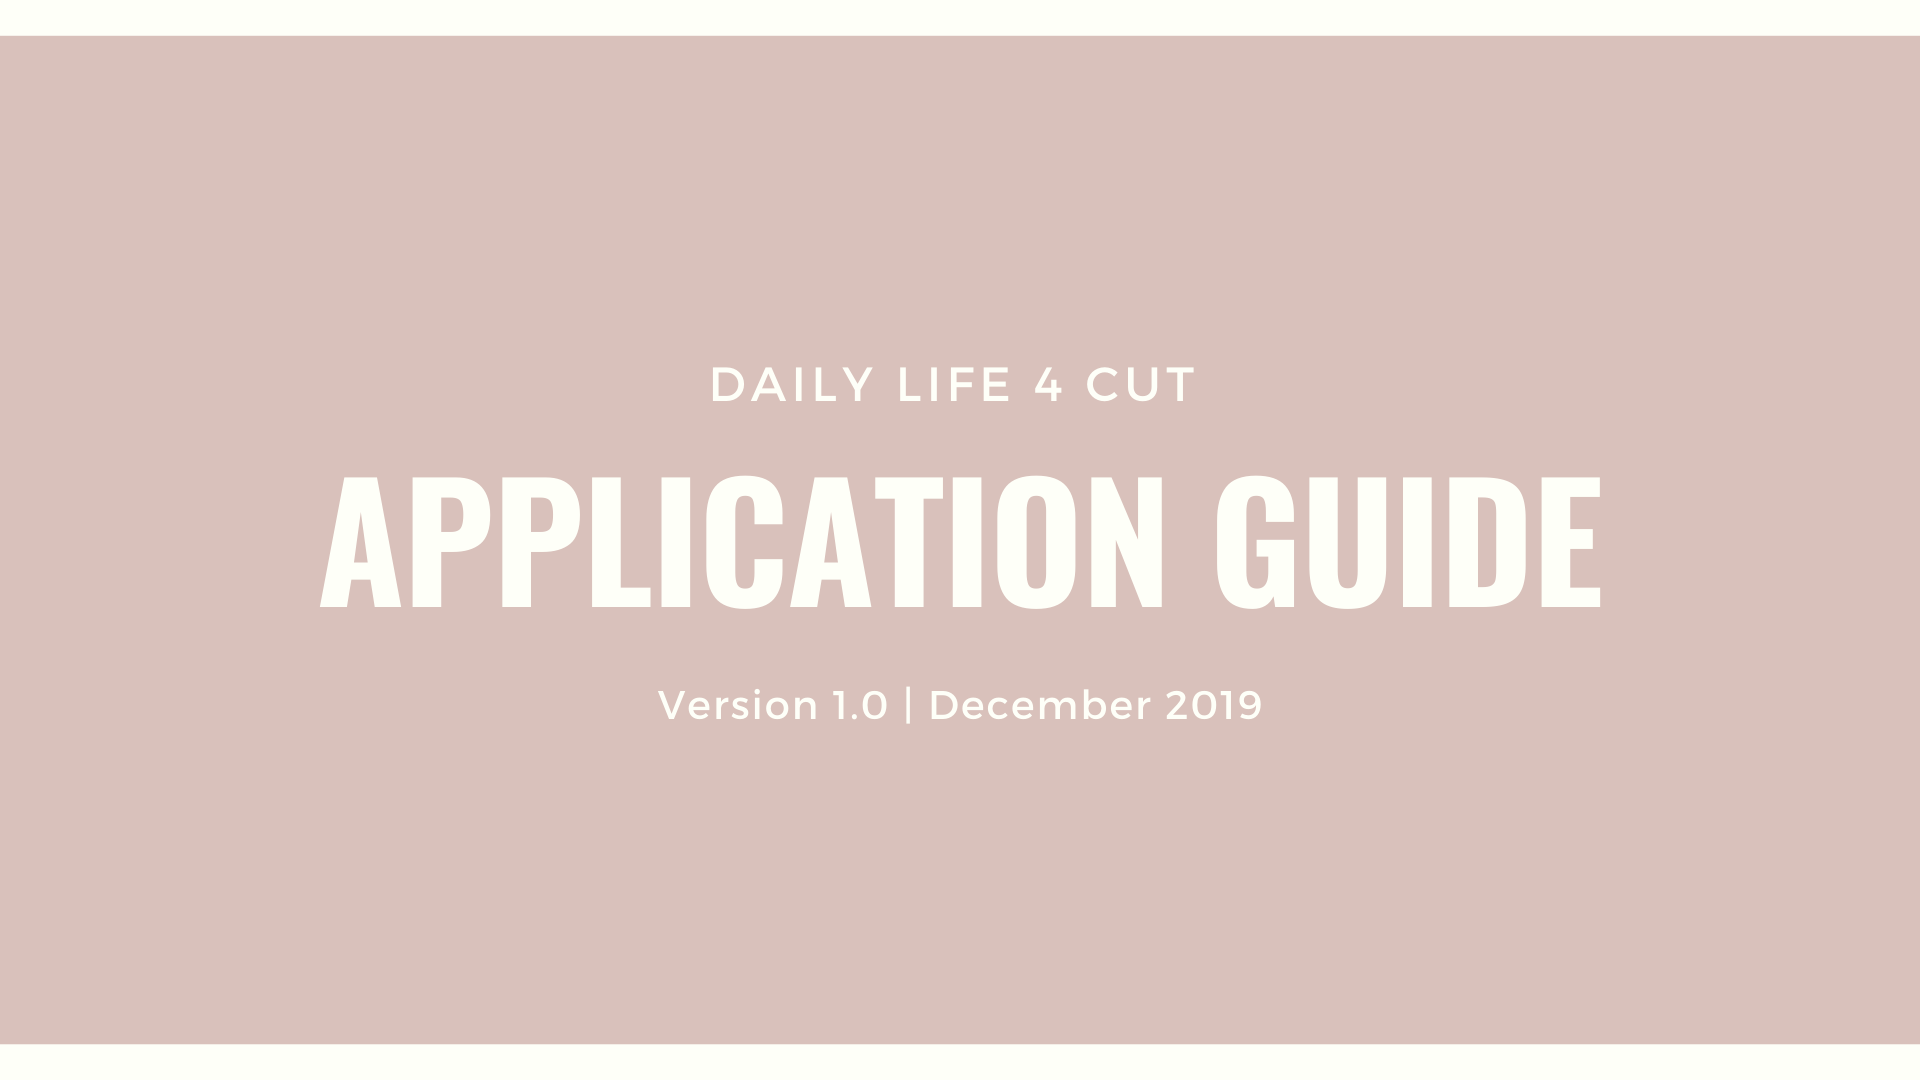 DAILY LIFE 4 CUT
APPLICATION GUIDE
Version 1.0 | December 2019